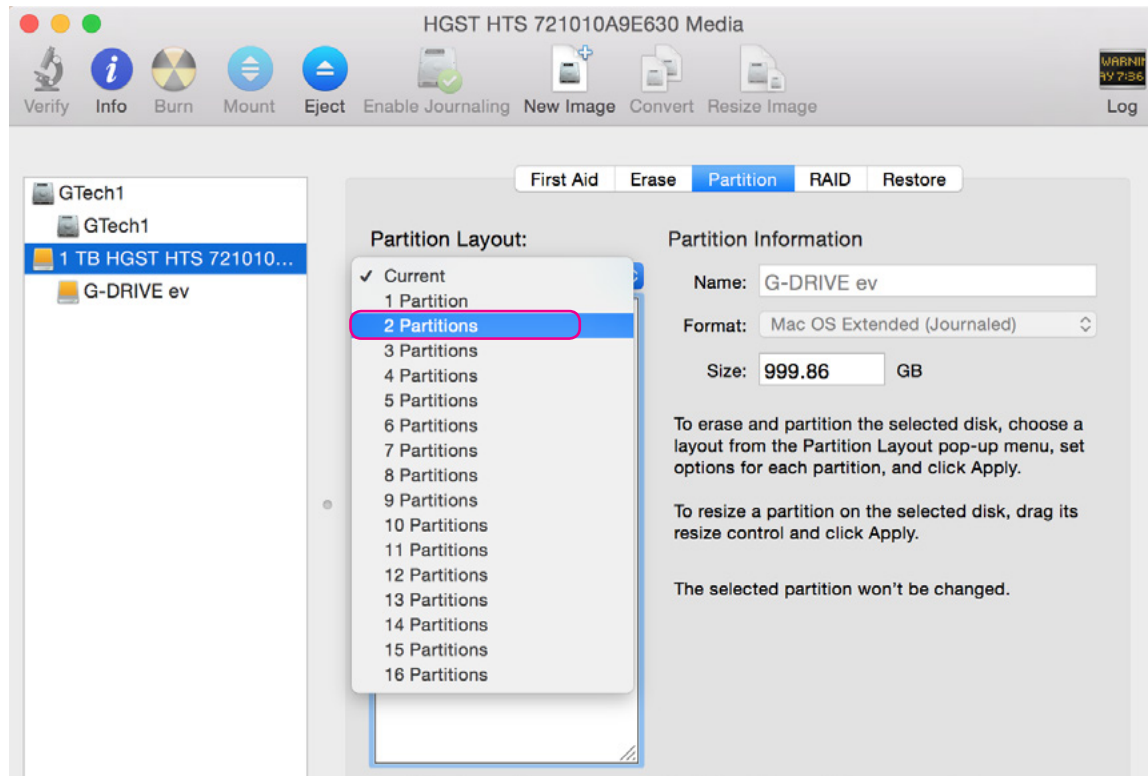 HGST HTS 721010A9E630 Media
Verify Info Burn Mount Eject Enable Journaling New Image Convert Resize Image Log
WARNIN
AY 7:36
First Aid Erase Partition RAID Restore
GTech1
GTech1
1 TB HGST HTS 721010...
G-DRIVE ev
Partition Layout:
✓ Current
1 Partition
2 Partitions
3 Partitions
4 Partitions
5 Partitions
6 Partitions
7 Partitions
8 Partitions
9 Partitions
10 Partitions
11 Partitions
12 Partitions
13 Partitions
14 Partitions
15 Partitions
16 Partitions
Partition Information
Name: G-DRIVE ev
Format: Mac OS Extended (Journaled)
Size: 999.86 GB
To erase and partition the selected disk, choose a
layout from the Partition Layout pop-up menu, set
options for each partition, and click Apply.
To resize a partition on the selected disk, drag its
resize control and click Apply.
The selected partition won't be changed.